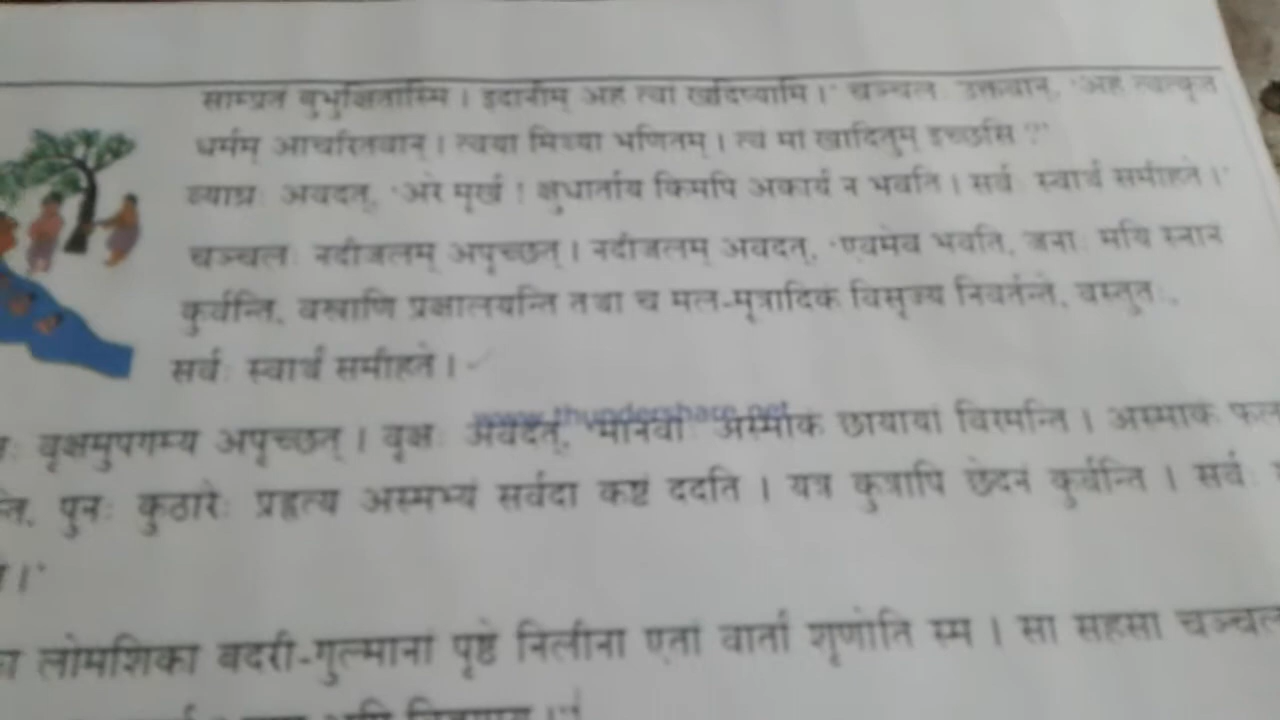 साम्प्रतं बुभुक्षितास्मि । इदानीम् अहं त्वां खादिष्यामि ।' चञ्चलः उक्तवान्, 'अहं त्वत्कृते
धर्मम् आचरितवान् । त्वया मिथ्या भणितम् । त्वं मां खादितुम् इच्छसि ?'
व्याघ्रः अवदत्, 'अरे मूर्ख ! क्षुधार्ताय किमपि अकार्यं न भवति । सर्वः स्वार्थं समीहते ।'
चञ्चलः नदीजलम् अपृच्छत् । नदीजलम् अवदत्, 'एवमेव भवति, जनाः मयि स्नानं
कुर्वन्ति, वस्त्राणि प्रक्षालयन्ति तथा च मल-मूत्रादिकं विसृज्य निवर्तन्ते, वस्तुतः
सर्वः स्वार्थं समीहते ।
www.thundershare.net
वृक्षमुपगम्य अपृच्छत् । वृक्षः अवदत्, 'मानवाः अस्माकं छायायां विरमन्ति । अस्माकं
पुनः कुठारैः प्रहृत्य अस्मभ्यं सर्वदा कष्टं ददति । यत्र कुत्रापि छेदनं कुर्वन्ति । सर्वः
लोमशिका बदरी-गुल्मानां पृष्ठे निलीना एतां वार्तां शृणोति स्म । सा सहसा